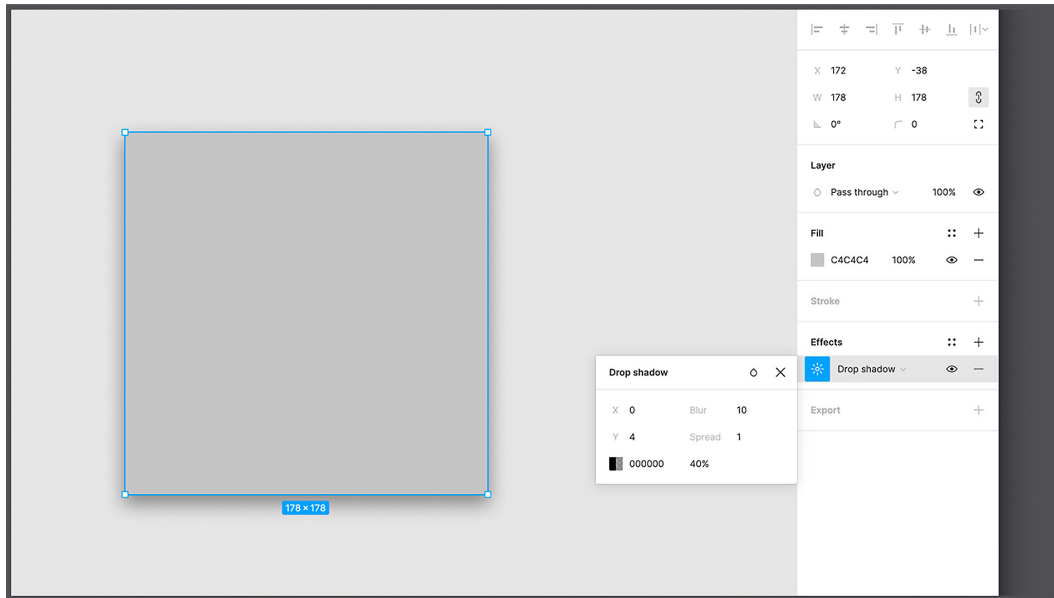 X 172 Y -38
W 178 H 178
0° 0
Layer
Pass through 100%
Fill
C4C4C4 100%
Stroke
Effects
Drop shadow
Export
Drop shadow
X 0 Blur 10
Y 4 Spread 1
000000 40%
178 × 178